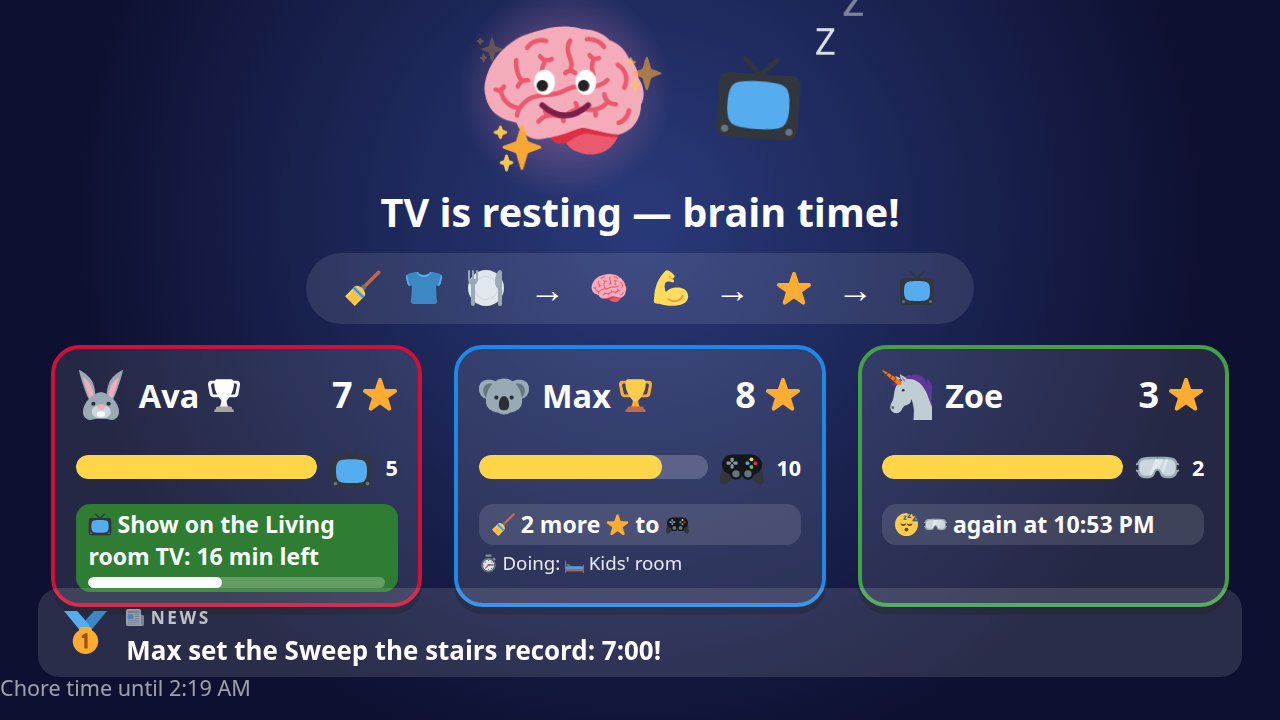 Z
Z
TV is resting — brain time!
→ → →
Ava 7
5
Show on the Living
room TV: 16 min left
Max 8
10
2 more to
Doing: Kids' room
Zoe 3
2
again at 10:53 PM
1
NEWS
Max set the Sweep the stairs record: 7:00!
Chore time until 2:19 AM